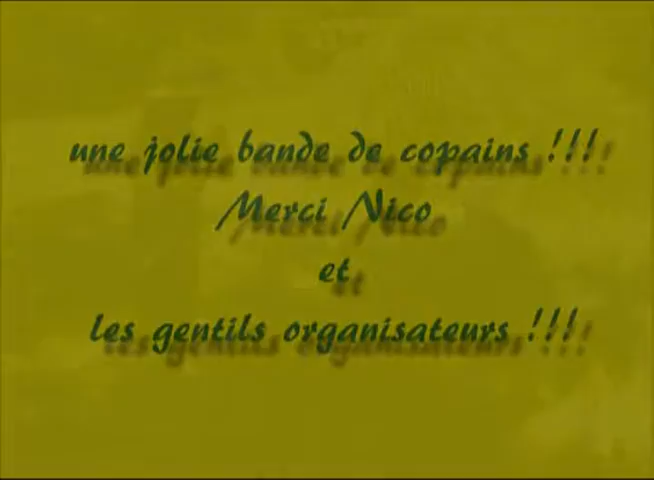 une jolie bande de copains !!!
Merci Nico
et
les gentils organisateurs !!!